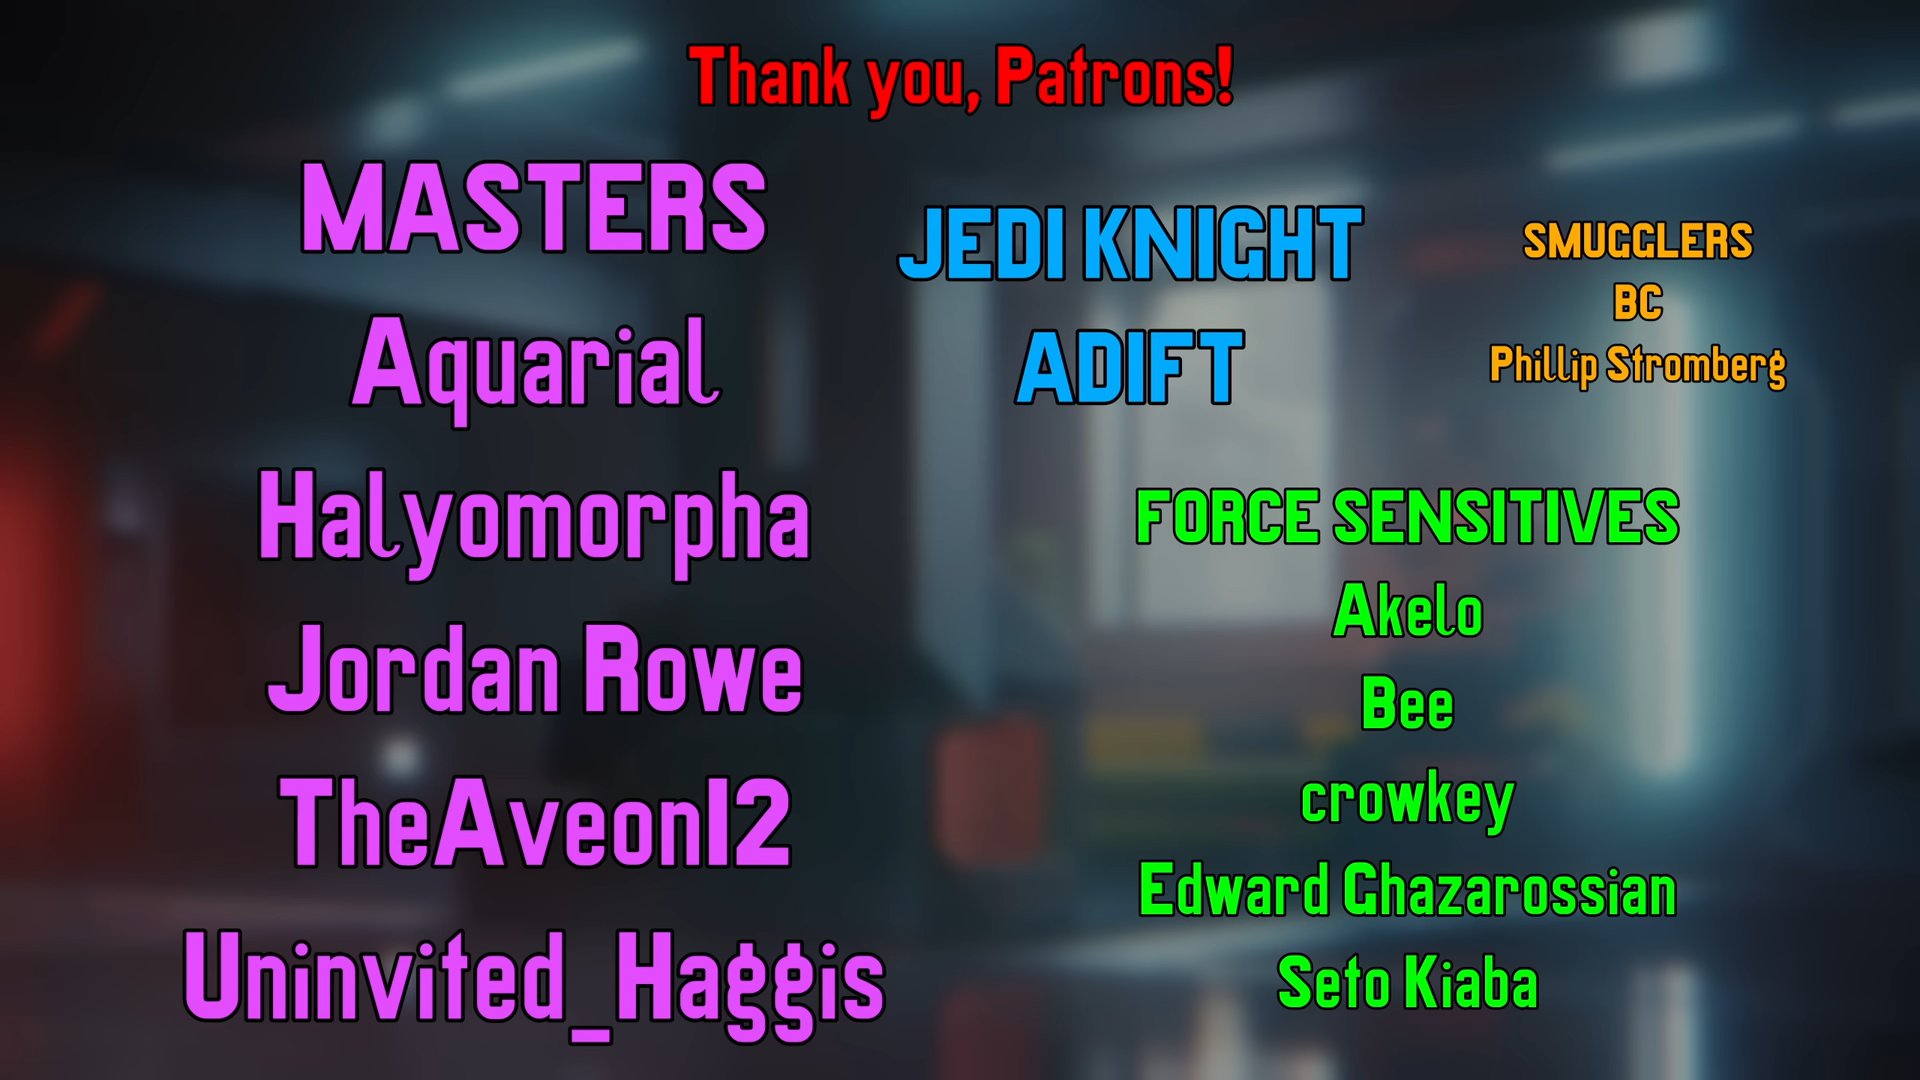 Thank you, Patrons!
MASTERS
Aquarial
Halyomorpha
Jordan Rowe
TheAveon12
Uninvited_Haggis
JEDI KNIGHT
ADIFT
SMUGGLERS
BC
Phillip Stromberg
FORCE SENSITIVES
Akelo
Bee
crowkey
Edward Ghazarossian
Seto Kiaba